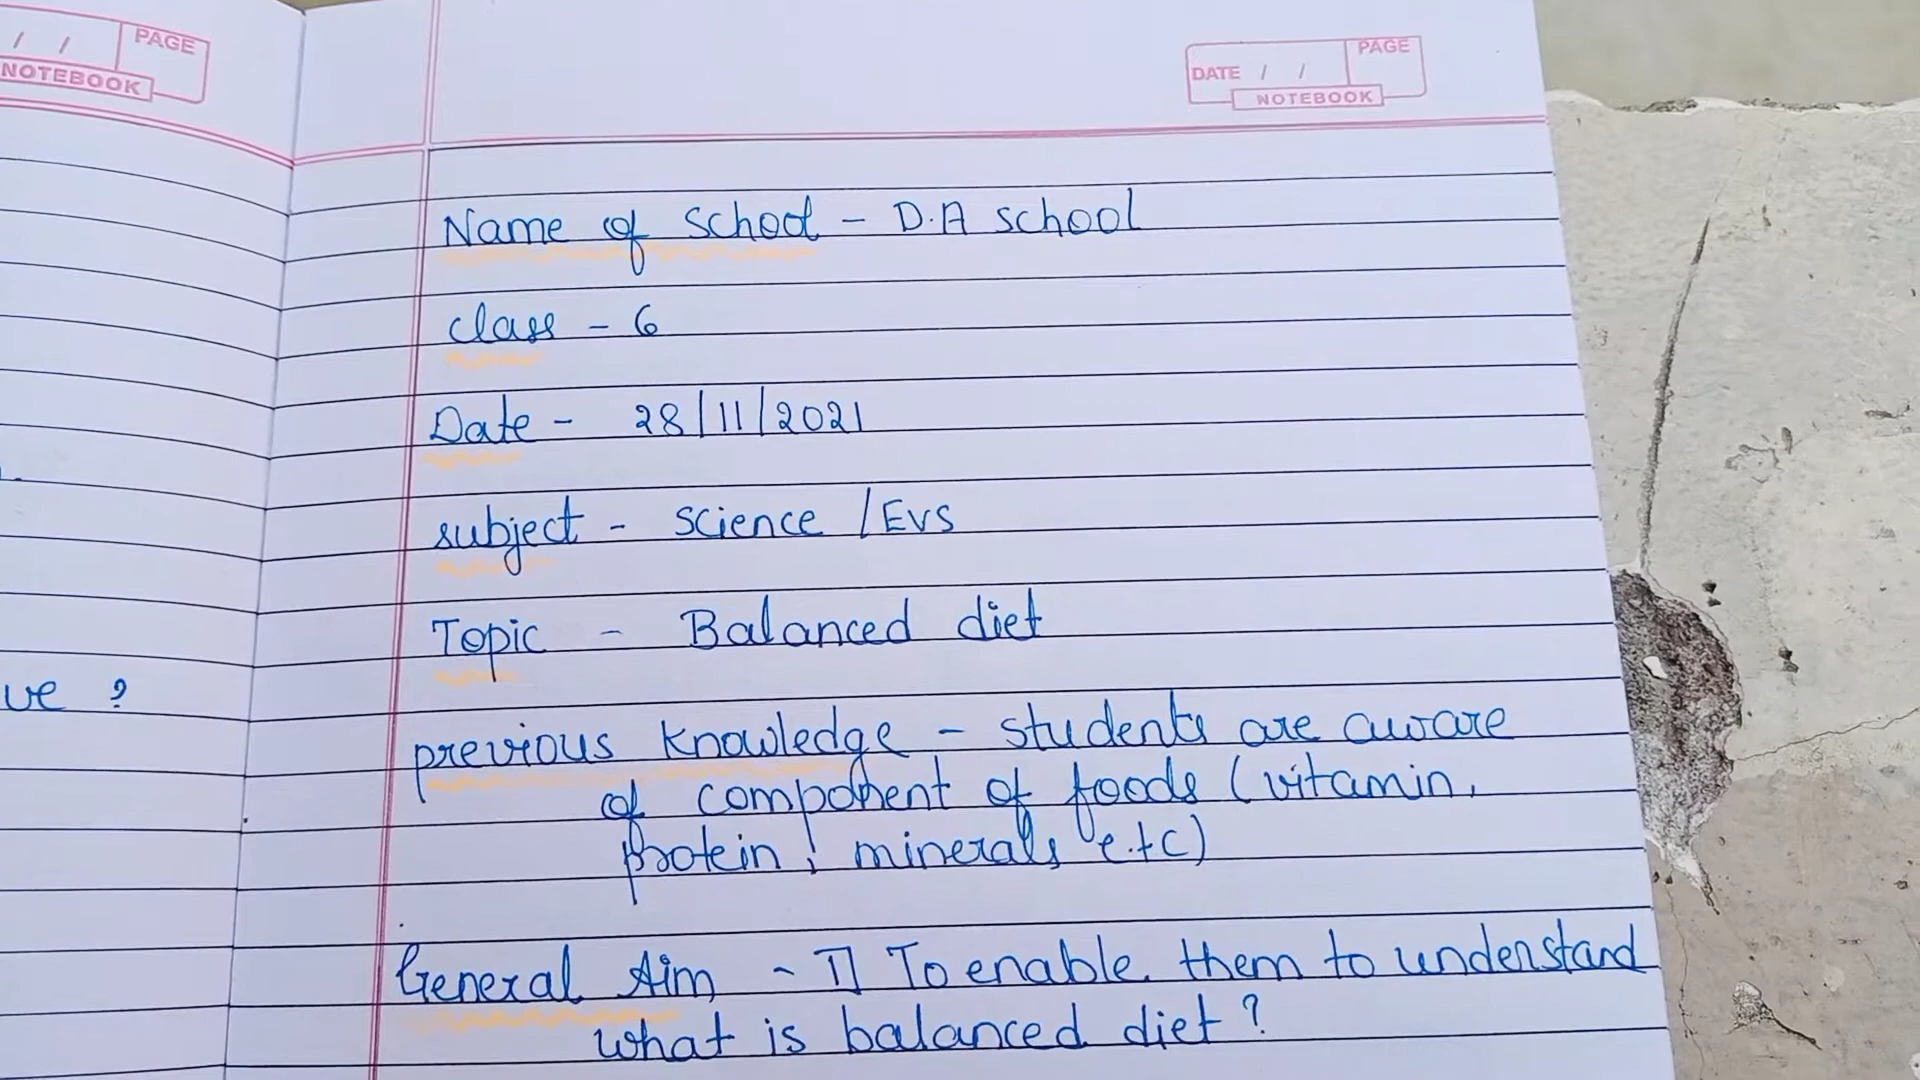 / / PAGE
NOTEBOOK
DATE / / PAGE
NOTEBOOK
Name of School - D.A school
class - 6
Date - 28/11/2021
subject - science /Evs
Topic - Balanced diet
ve ?
previous knowledge - students are aware
of component of foods (vitamin,
protein, minerals e.tc)
General Aim - 1] To enable them to understand
what is balanced diet?